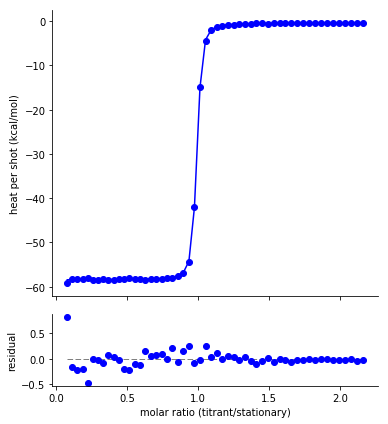 0
−10
−20
−30
−40
−50
−60
heat per shot (kcal/mol)
0.5
0.0
−0.5
residual
0.0 0.5 1.0 1.5 2.0
molar ratio (titrant/stationary)